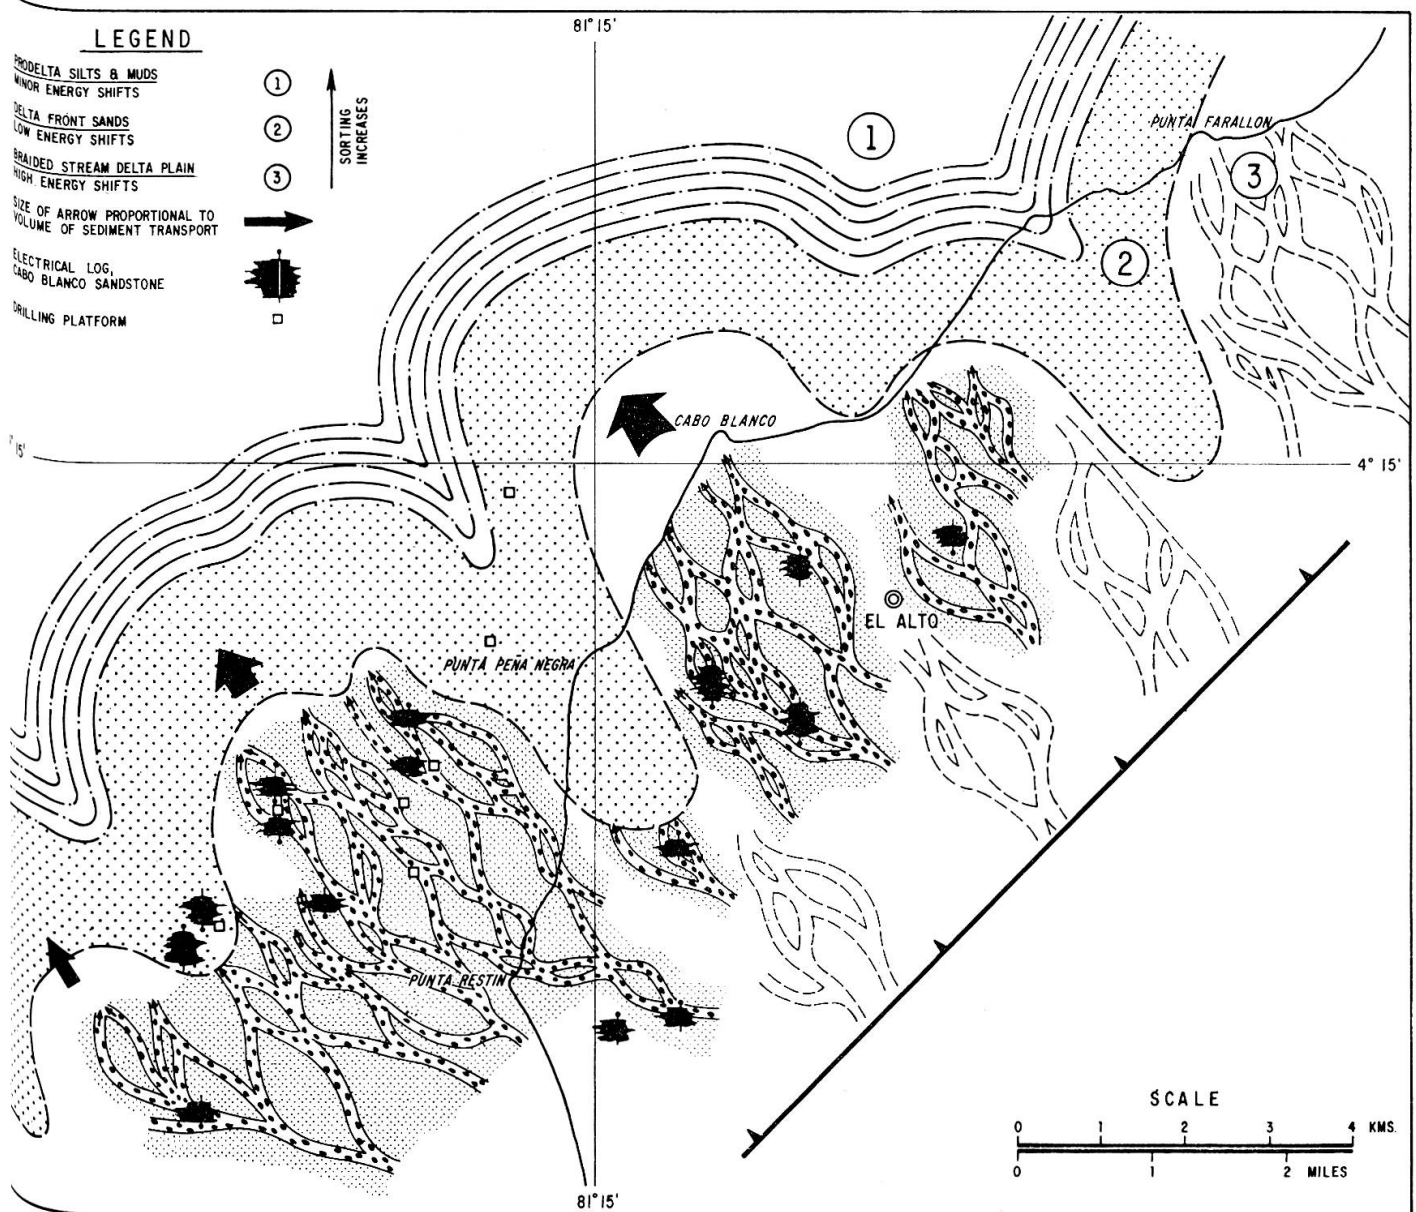 LEGEND
PRODELTA SILTS & MUDS
MINOR ENERGY SHIFTS
1
DELTA FRONT SANDS
LOW ENERGY SHIFTS
2
BRAIDED STREAM DELTA PLAIN
HIGH ENERGY SHIFTS
3
SORTING
INCREASES
SIZE OF ARROW PROPORTIONAL TO
VOLUME OF SEDIMENT TRANSPORT
ELECTRICAL LOG,
CABO BLANCO SANDSTONE
DRILLING PLATFORM
81° 15'
1
PUNTA FARALLON
3
2
CABO BLANCO
15'
4° 15'
EL ALTO
PUNTA PEÑA NEGRA
PUNTA RESTIN
SCALE
0 1 2 3 4 KMS.
0 1 2 MILES
81° 15'